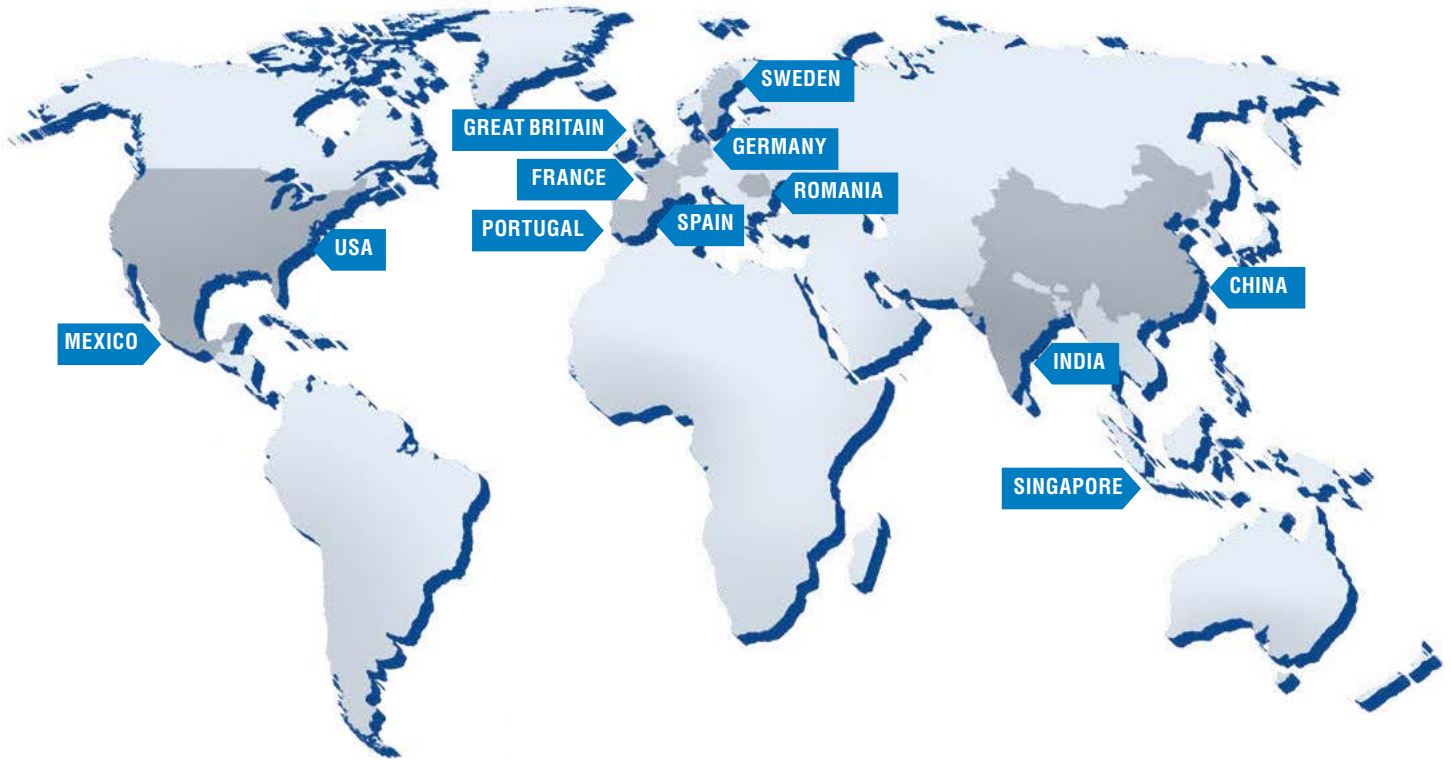 SWEDEN
GREAT BRITAIN
GERMANY
FRANCE
ROMANIA
PORTUGAL
SPAIN
USA
CHINA
MEXICO
INDIA
SINGAPORE